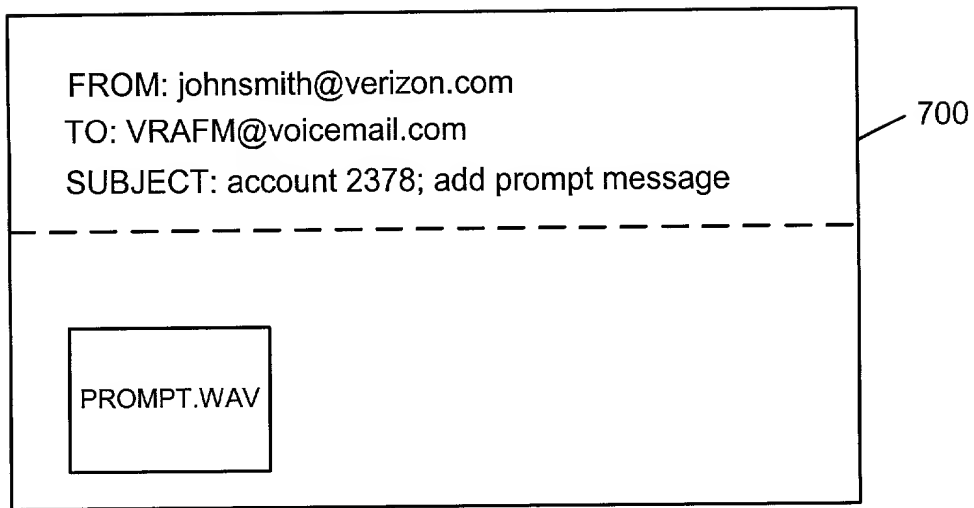 FROM: johnsmith@verizon.com
TO: VRAFM@voicemail.com
SUBJECT: account 2378; add prompt message
700
PROMPT.WAV